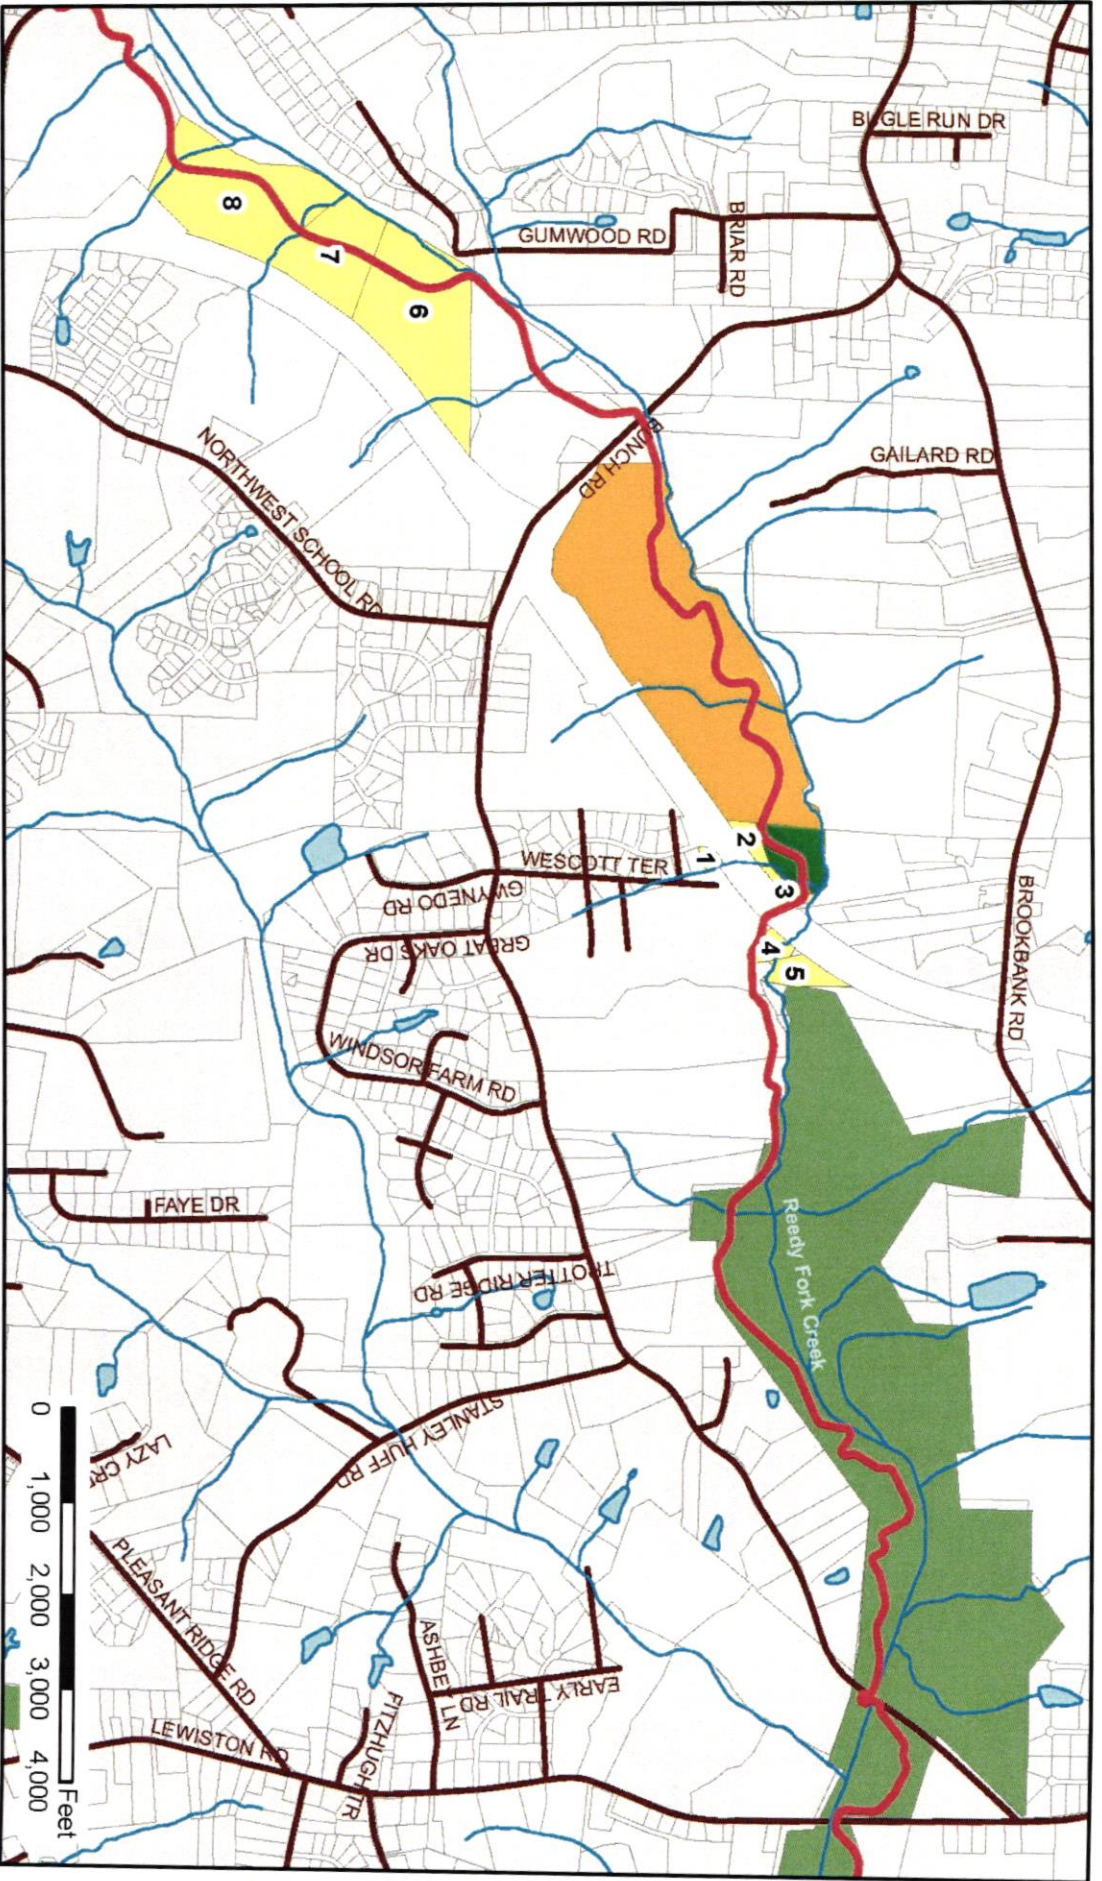 BUGLE RUN DR
GUMWOOD RD
BRIAR RD
GAILARD RD
BUNCH RD
NORTHWEST SCHOOL RD
BROOKBANK RD
8
7
6
2
1
3
4
5
WESCOTT TER
GWYNEDO RD
GREAT OAKS DR
WINDSOR FARM RD
FAYE DR
TROTTER RIDGE RD
Reedy Fork Creek
STANLEY HUFF RD
LAZY CR
PLEASANT RIDGE RD
ASHBE LN
EARLY TRAIL RD
FITZHUGH TR
LEWISTON RD
0 1,000 2,000 3,000 4,000
Feet